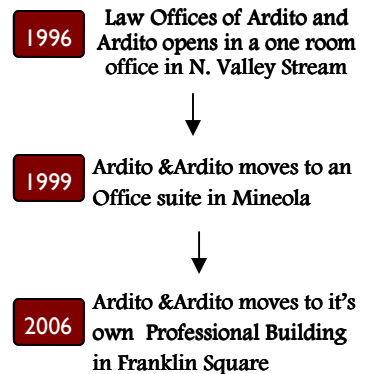 1996
Law Offices of Ardito and
Ardito opens in a one room
office in N. Valley Stream
1999
Ardito &Ardito moves to an
Office suite in Mineola
2006
Ardito &Ardito moves to it's
own Professional Building
in Franklin Square